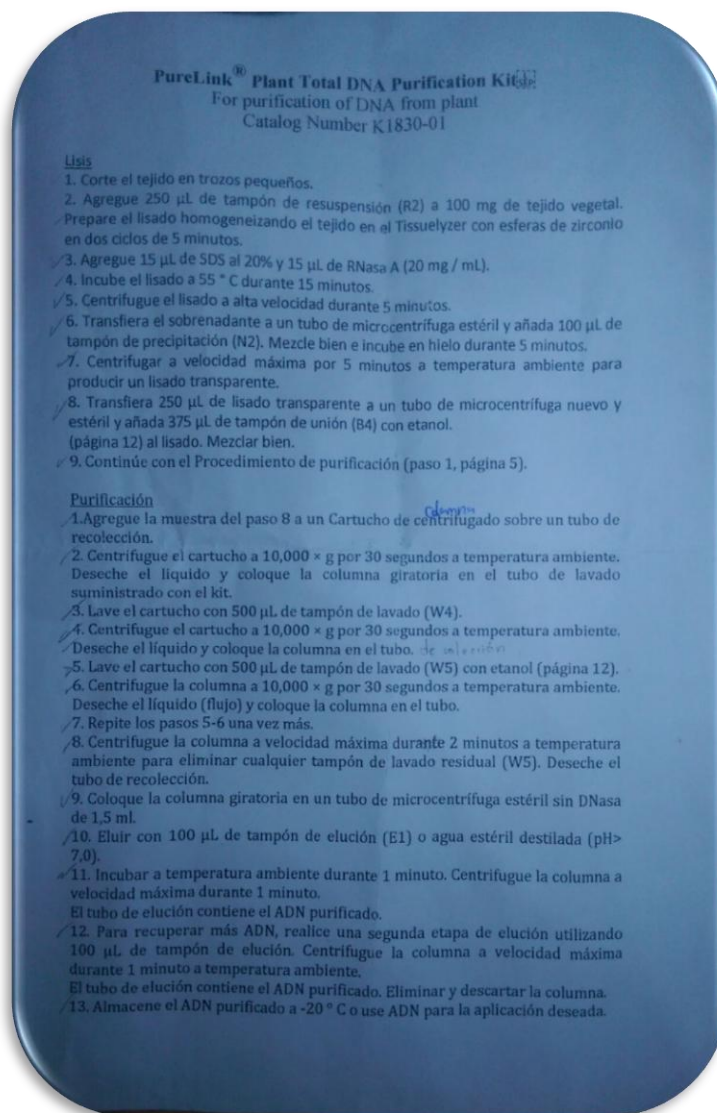 PureLink® Plant Total DNA Purification Kit
For purification of DNA from plant
Catalog Number K1830-01
Lisis
1. Corte el tejido en trozos pequeños.
2. Agregue 250 µL de tampón de resuspensión (R2) a 100 mg de tejido vegetal.
Prepare el lisado homogeneizando el tejido en el Tissuelyzer con esferas de zirconio
en dos ciclos de 5 minutos.
3. Agregue 15 µL de SDS al 20% y 15 µL de RNasa A (20 mg / mL).
4. Incube el lisado a 55 ° C durante 15 minutos.
5. Centrifugue el lisado a alta velocidad durante 5 minutos.
6. Transfiera el sobrenadante a un tubo de microcentrífuga estéril y añada 100 µL de
tampón de precipitación (N2). Mezcle bien e incube en hielo durante 5 minutos.
7. Centrifugar a velocidad máxima por 5 minutos a temperatura ambiente para
producir un lisado transparente.
8. Transfiera 250 µL de lisado transparente a un tubo de microcentrífuga nuevo y
estéril y añada 375 µL de tampón de unión (B4) con etanol.
(página 12) al lisado. Mezclar bien.
9. Continúe con el Procedimiento de purificación (paso 1, página 5).
Purificación
columna
1.Agregue la muestra del paso 8 a un Cartucho de centrifugado sobre un tubo de
recolección.
2. Centrifugue el cartucho a 10,000 × g por 30 segundos a temperatura ambiente.
Deseche el líquido y coloque la columna giratoria en el tubo de lavado
suministrado con el kit.
3. Lave el cartucho con 500 µL de tampón de lavado (W4).
4. Centrifugue el cartucho a 10,000 × g por 30 segundos a temperatura ambiente.
Deseche el líquido y coloque la columna en el tubo. de
5. Lave el cartucho con 500 µL de tampón de lavado (W5) con etanol (página 12).
6. Centrifugue la columna a 10,000 × g por 30 segundos a temperatura ambiente.
Deseche el líquido (flujo) y coloque la columna en el tubo.
7. Repite los pasos 5-6 una vez más.
8. Centrifugue la columna a velocidad máxima durante 2 minutos a temperatura
ambiente para eliminar cualquier tampón de lavado residual (W5). Deseche el
tubo de recolección.
9. Coloque la columna giratoria en un tubo de microcentrífuga estéril sin DNasa
de 1,5 ml.
10. Eluir con 100 µL de tampón de elución (E1) o agua estéril destilada (pH>
7,0).
11. Incubar a temperatura ambiente durante 1 minuto. Centrifugue la columna a
velocidad máxima durante 1 minuto.
El tubo de elución contiene el ADN purificado.
12. Para recuperar más ADN, realice una segunda etapa de elución utilizando
100 µL de tampón de elución. Centrifugue la columna a velocidad máxima
durante 1 minuto a temperatura ambiente.
El tubo de elución contiene el ADN purificado. Eliminar y descartar la columna.
13. Almacene el ADN purificado a -20 ° C o use ADN para la aplicación deseada.